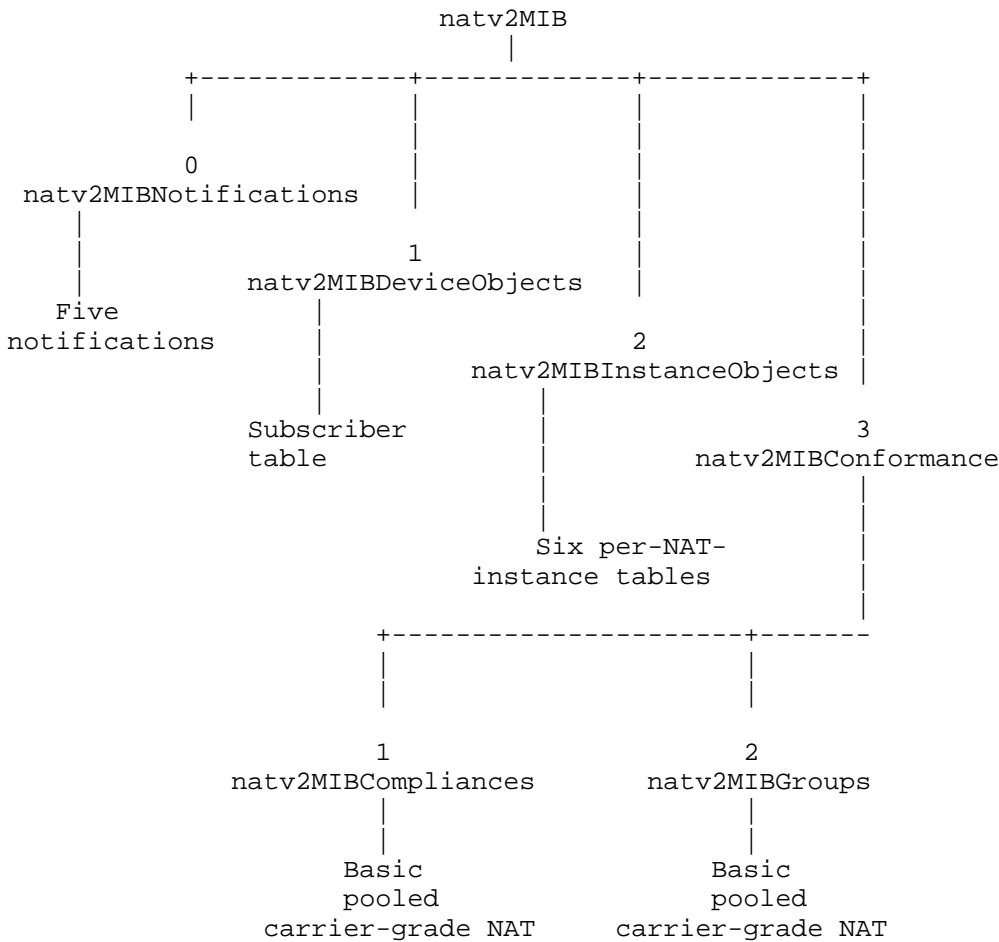 natv2MIB
0
natv2MIBNotifications
1
natv2MIBDeviceObjects
Five
notifications
2
natv2MIBInstanceObjects
Subscriber
table
3
natv2MIBConformance
Six per-NAT-
instance tables
1
natv2MIBCompliances
2
natv2MIBGroups
Basic
pooled
carrier-grade NAT
Basic
pooled
carrier-grade NAT